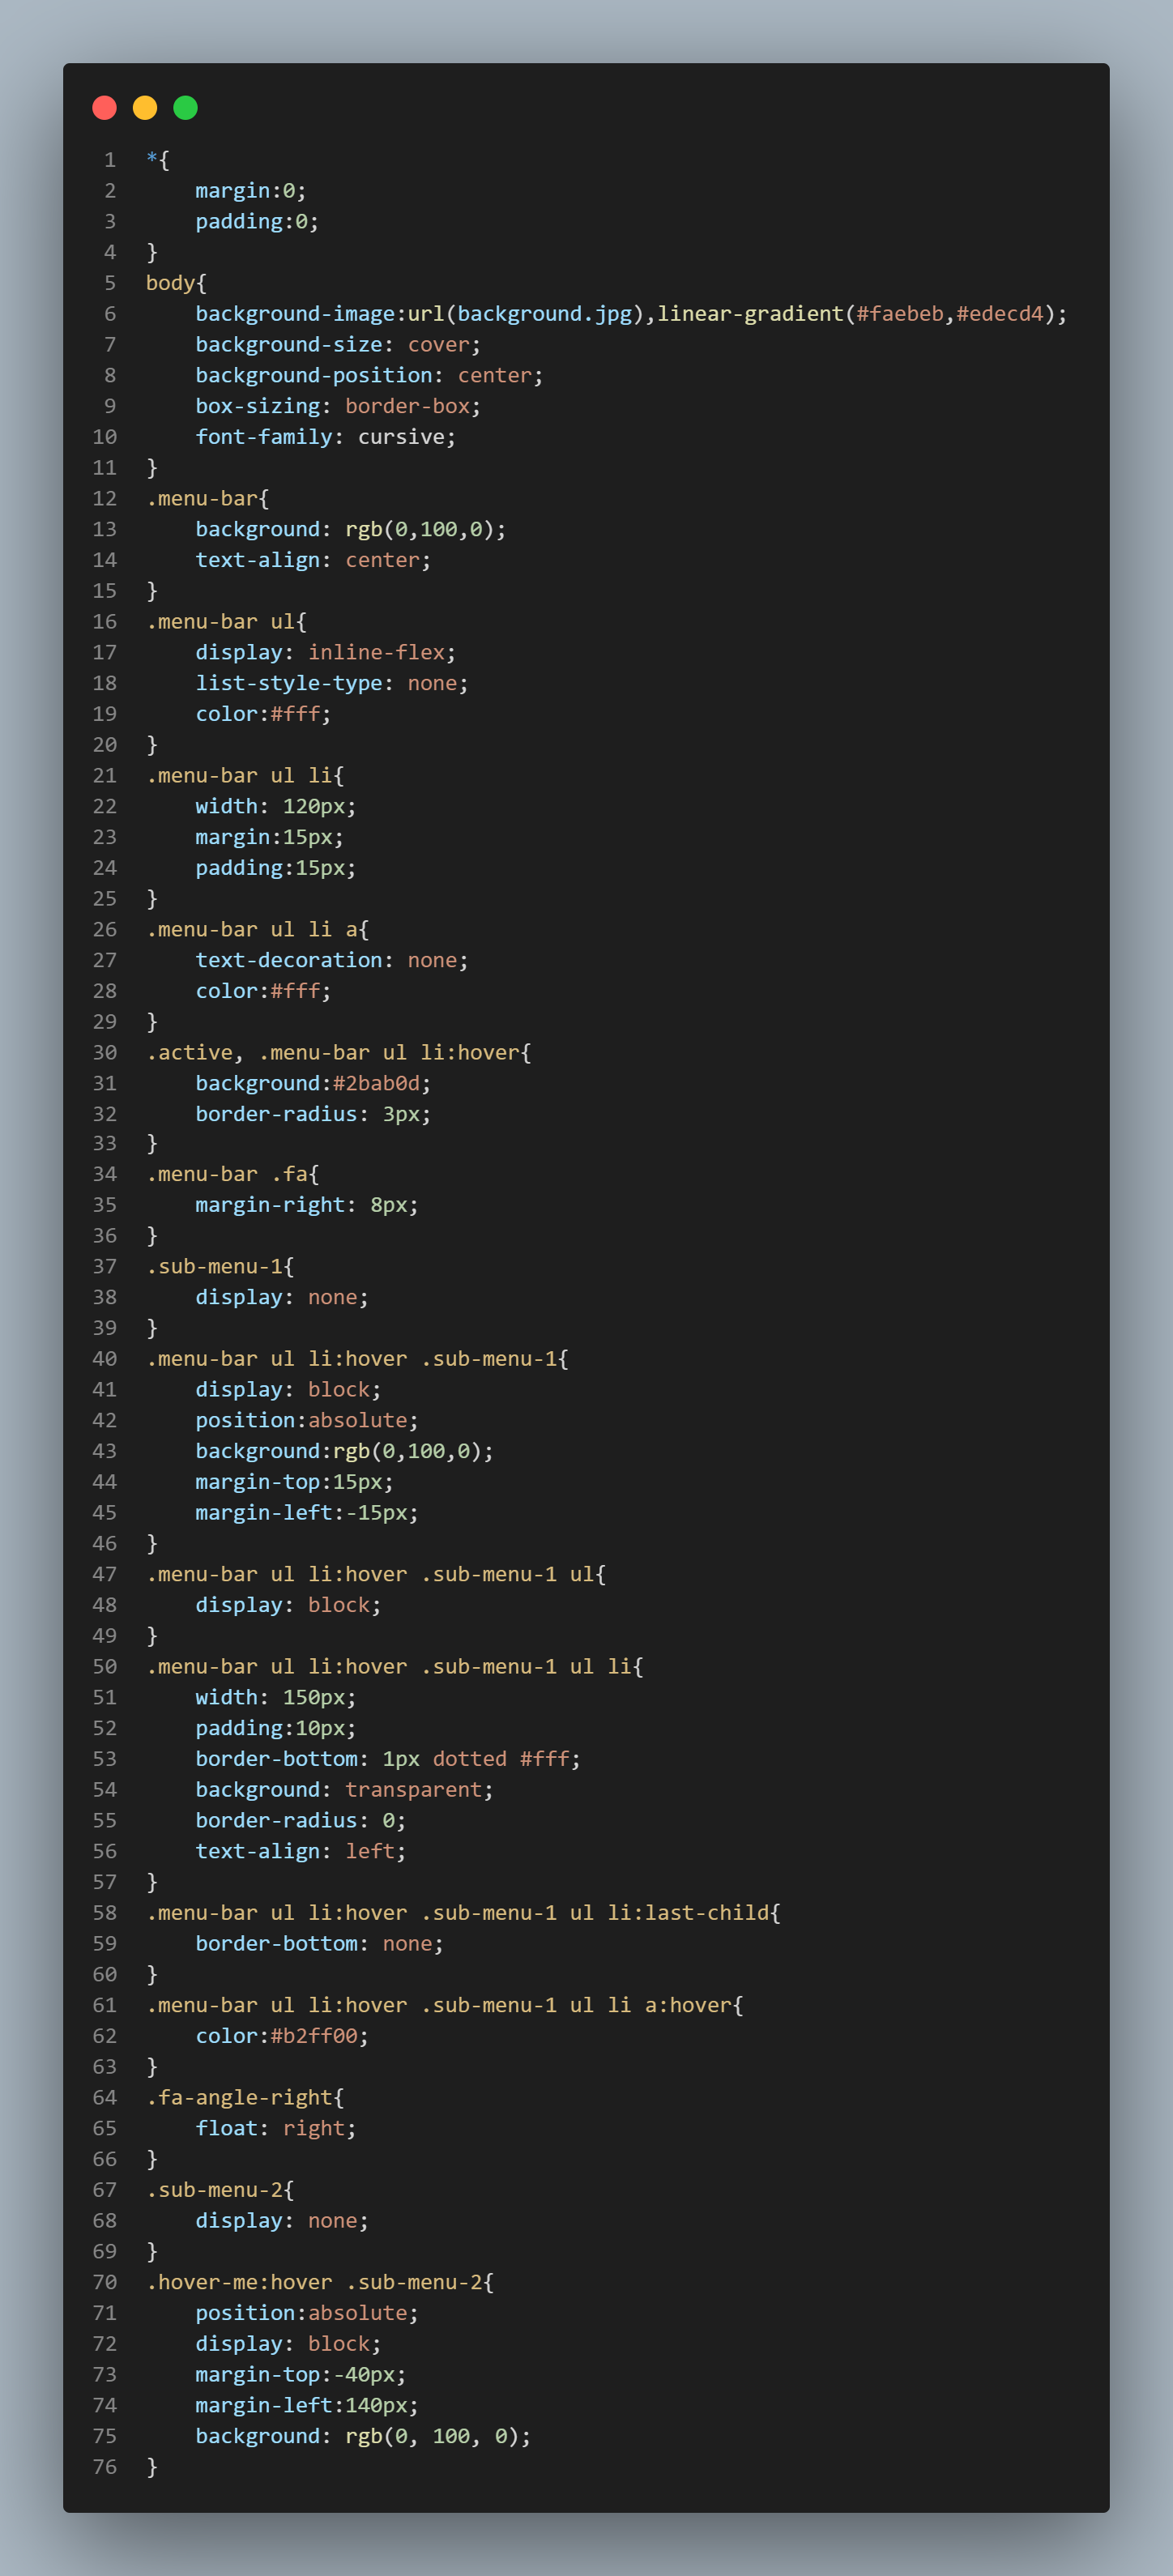 1 *{
2     margin:0;
3     padding:0;
4 }
5 body{
6     background-image:url(background.jpg),linear-gradient(#faebeb,#edecd4);
7     background-size: cover;
8     background-position: center;
9     box-sizing: border-box;
10     font-family: cursive;
11 }
12 .menu-bar{
13     background: rgb(0,100,0);
14     text-align: center;
15 }
16 .menu-bar ul{
17     display: inline-flex;
18     list-style-type: none;
19     color:#fff;
20 }
21 .menu-bar ul li{
22     width: 120px;
23     margin:15px;
24     padding:15px;
25 }
26 .menu-bar ul li a{
27     text-decoration: none;
28     color:#fff;
29 }
30 .active, .menu-bar ul li:hover{
31     background:#2bab0d;
32     border-radius: 3px;
33 }
34 .menu-bar .fa{
35     margin-right: 8px;
36 }
37 .sub-menu-1{
38     display: none;
39 }
40 .menu-bar ul li:hover .sub-menu-1{
41     display: block;
42     position:absolute;
43     background:rgb(0,100,0);
44     margin-top:15px;
45     margin-left:-15px;
46 }
47 .menu-bar ul li:hover .sub-menu-1 ul{
48     display: block;
49 }
50 .menu-bar ul li:hover .sub-menu-1 ul li{
51     width: 150px;
52     padding:10px;
53     border-bottom: 1px dotted #fff;
54     background: transparent;
55     border-radius: 0;
56     text-align: left;
57 }
58 .menu-bar ul li:hover .sub-menu-1 ul li:last-child{
59     border-bottom: none;
60 }
61 .menu-bar ul li:hover .sub-menu-1 ul li a:hover{
62     color:#b2ff00;
63 }
64 .fa-angle-right{
65     float: right;
66 }
67 .sub-menu-2{
68     display: none;
69 }
70 .hover-me:hover .sub-menu-2{
71     position:absolute;
72     display: block;
73     margin-top:-40px;
74     margin-left:140px;
75     background: rgb(0, 100, 0);
76 }